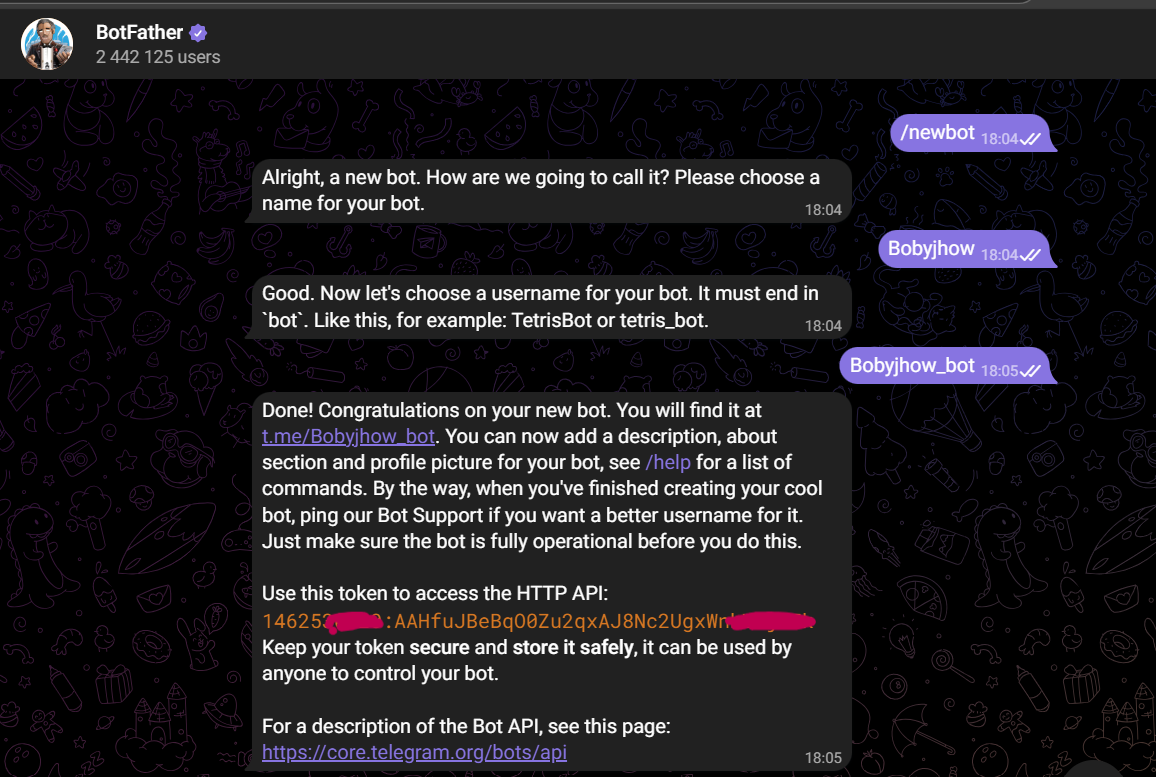 BotFather
2 442 125 users
/newbot 18:04
Alright, a new bot. How are we going to call it? Please choose a
name for your bot.
18:04
Bobyjhow 18:04
Good. Now let's choose a username for your bot. It must end in
`bot`. Like this, for example: TetrisBot or tetris_bot.
18:04
Bobyjhow_bot 18:05
Done! Congratulations on your new bot. You will find it at
t.me/Bobyjhow_bot. You can now add a description, about
section and profile picture for your bot, see /help for a list of
commands. By the way, when you've finished creating your cool
bot, ping our Bot Support if you want a better username for it.
Just make sure the bot is fully operational before you do this.
Use this token to access the HTTP API:
Keep your token secure and store it safely, it can be used by
anyone to control your bot.
For a description of the Bot API, see this page:
https://core.telegram.org/bots/api
18:05